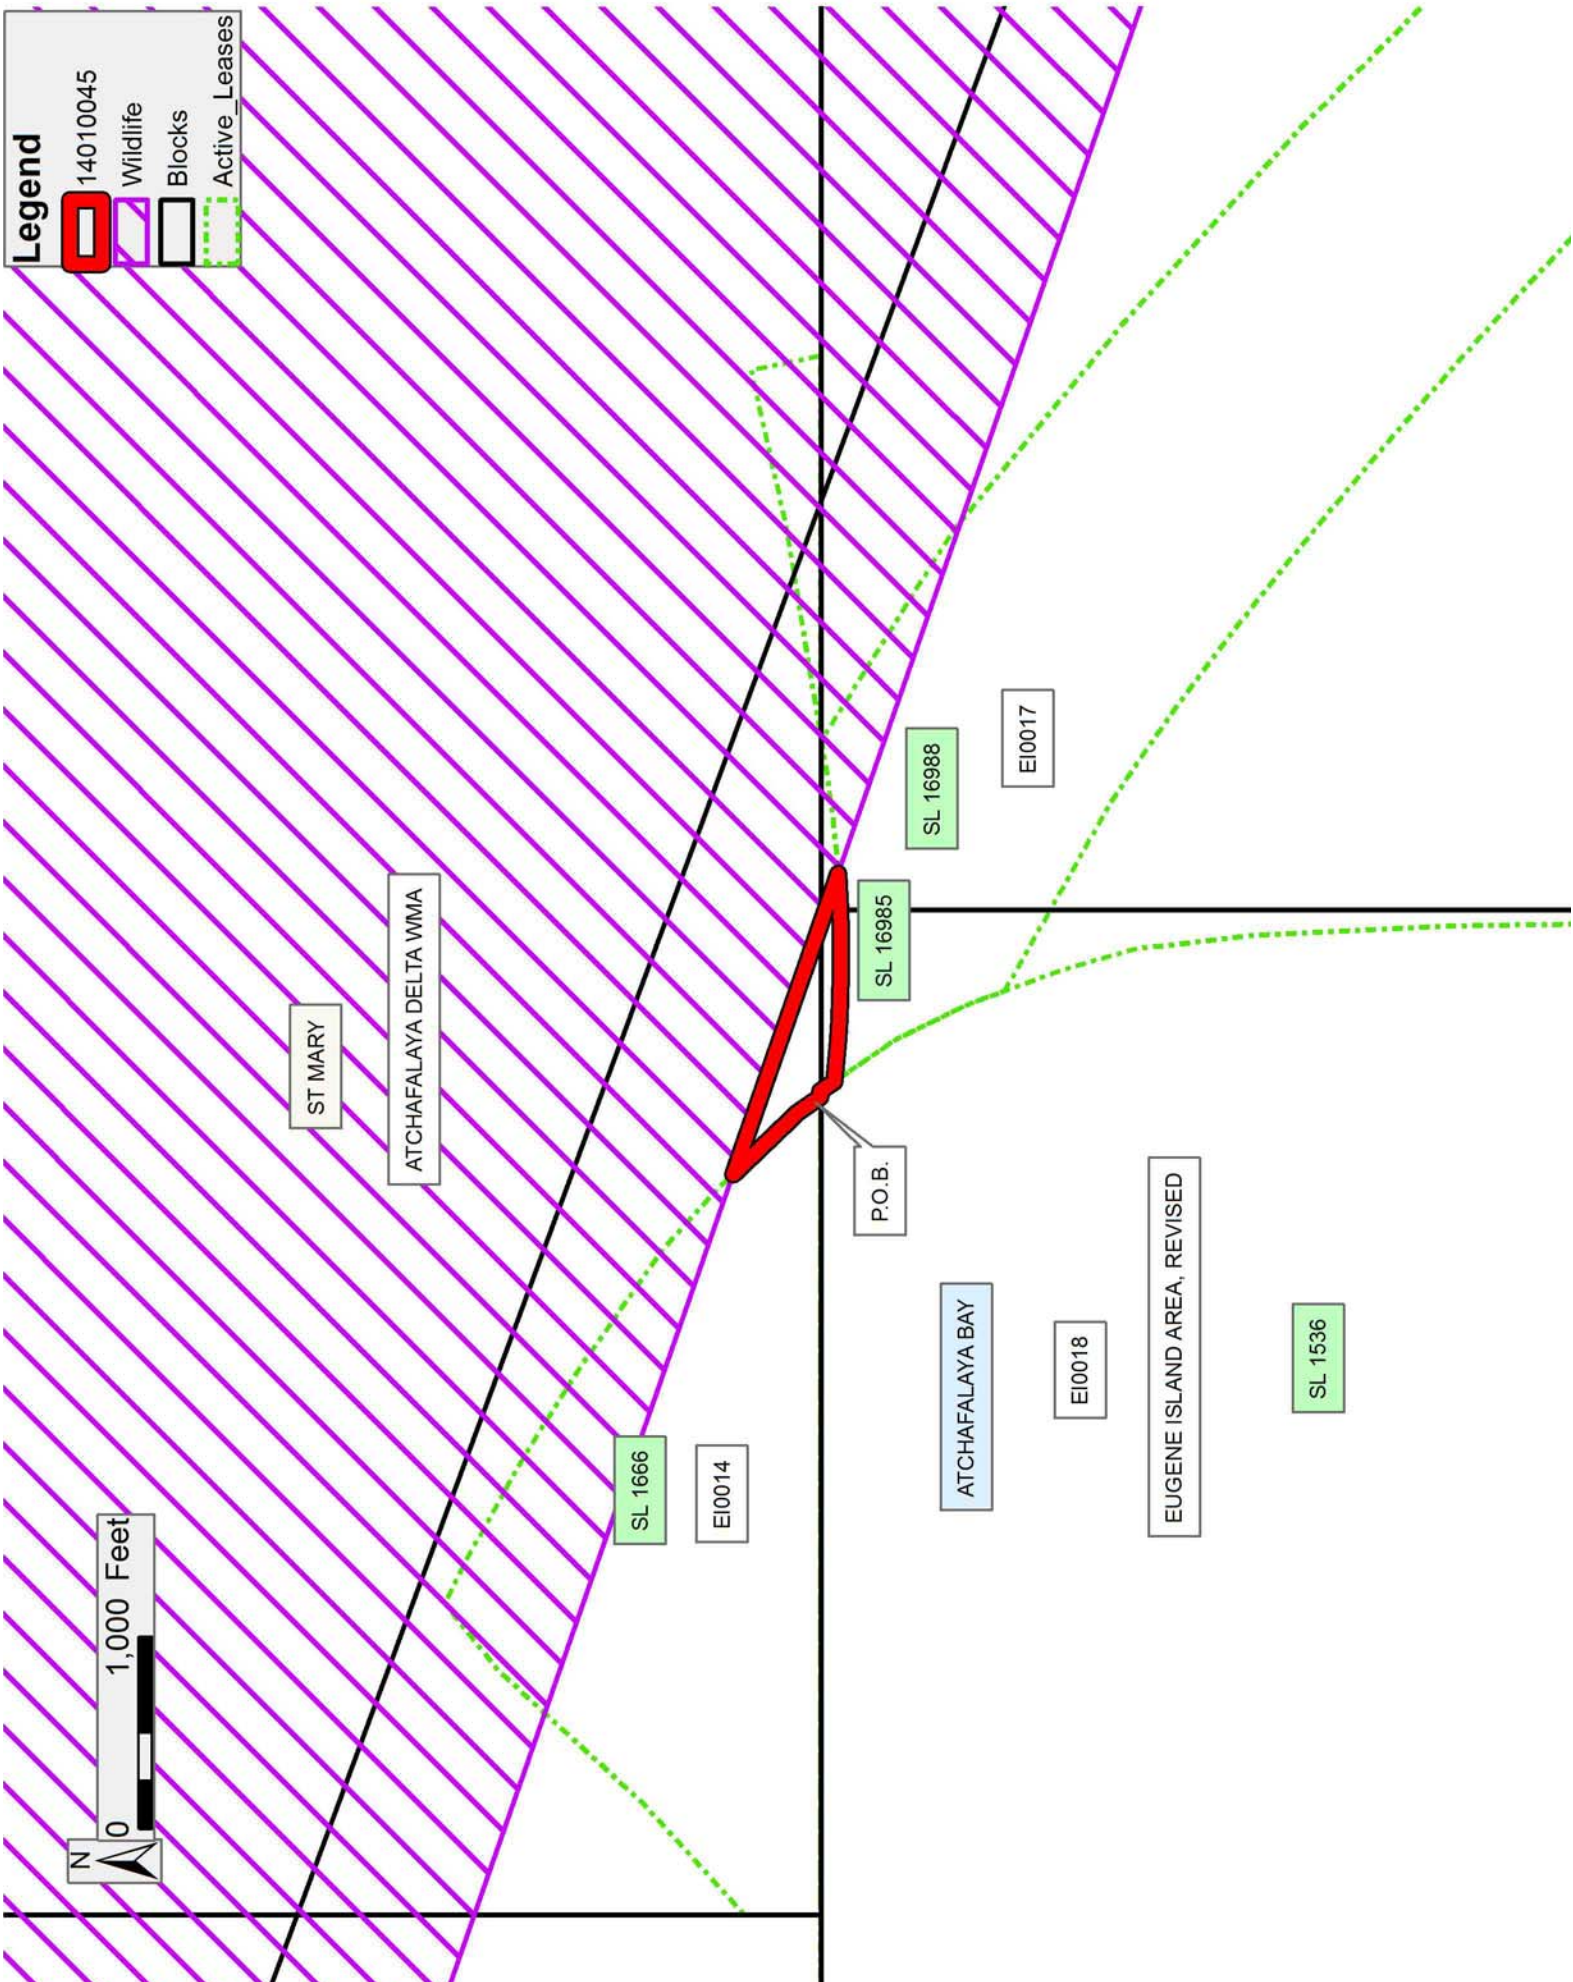 Legend
14010045
Wildlife
Blocks
Active_Leases
N
0 1,000 Feet
ST MARY
ATCHAFALAYA DELTA WMA
SL 1666
EI0014
P.O.B.
SL 16985
SL 16988
EI0017
ATCHAFALAYA BAY
EI0018
EUGENE ISLAND AREA, REVISED
SL 1536